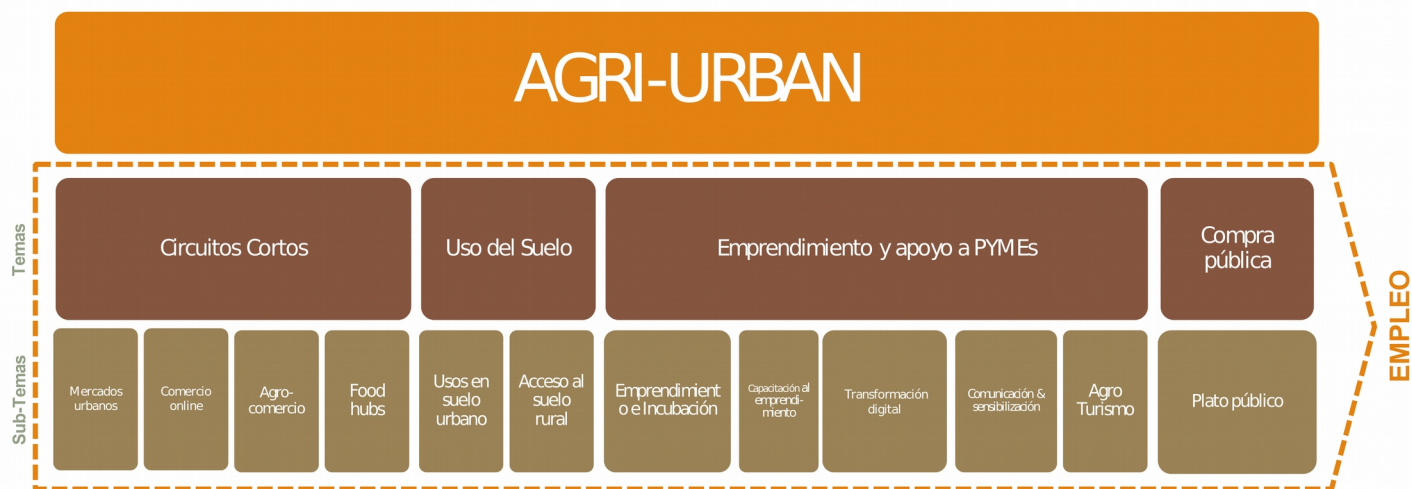 AGRI-URBAN
Temas
Circuitos Cortos
Uso del Suelo
Emprendimiento y apoyo a PYMEs
Compra
pública
Sub-Temas
Mercados
urbanos
Comercio
online
Agro-
comercio
Food
hubs
Usos en
suelo
urbano
Acceso al
suelo
rural
Emprendimient
o e Incubación
Capacitación al
emprendi-
miento
Transformación
digital
Comunicación &
sensibilización
Agro
Turismo
Plato público
EMPLEO